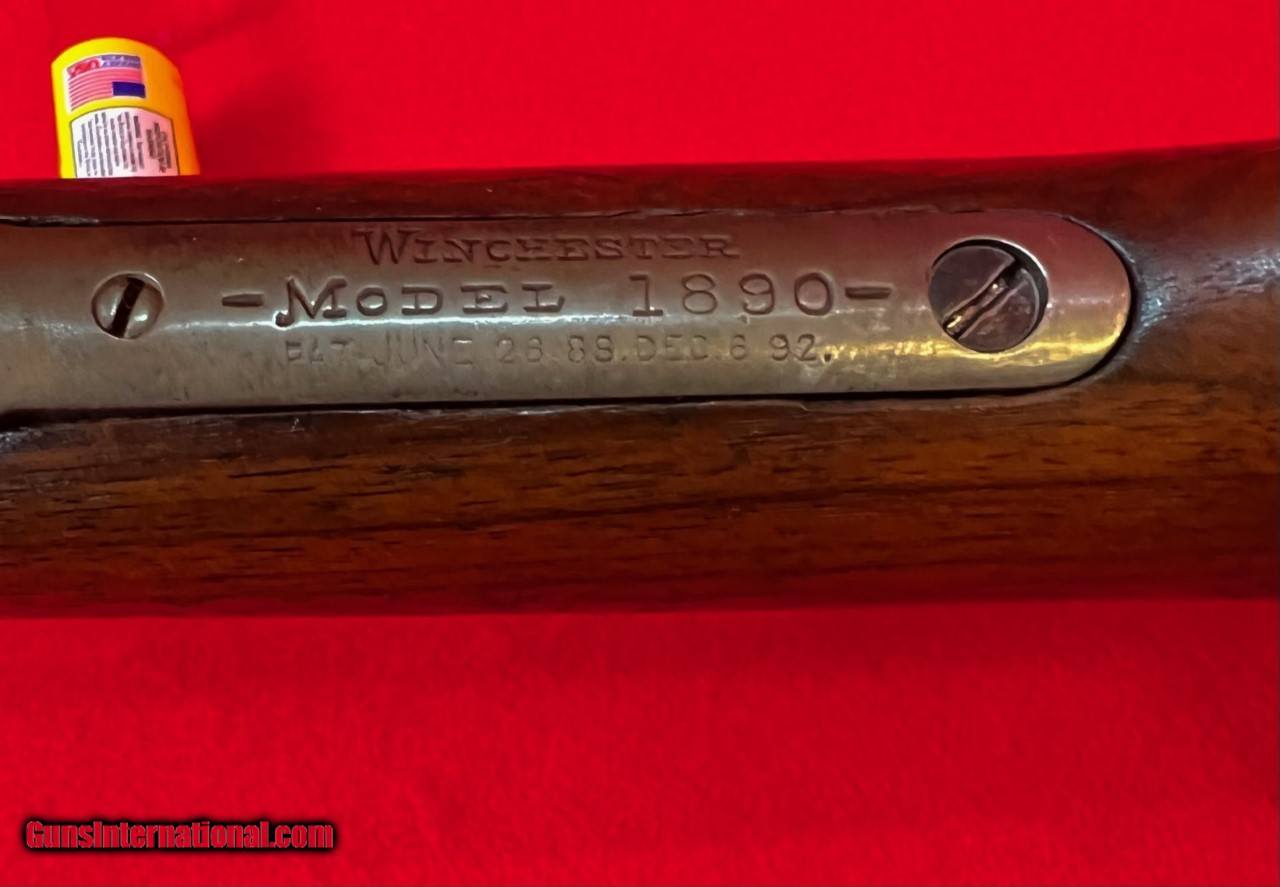 WINCHESTER
-MODEL 1890-
PAT. JUNE 26.88. DEC. 6 92.
GunsInternational.com